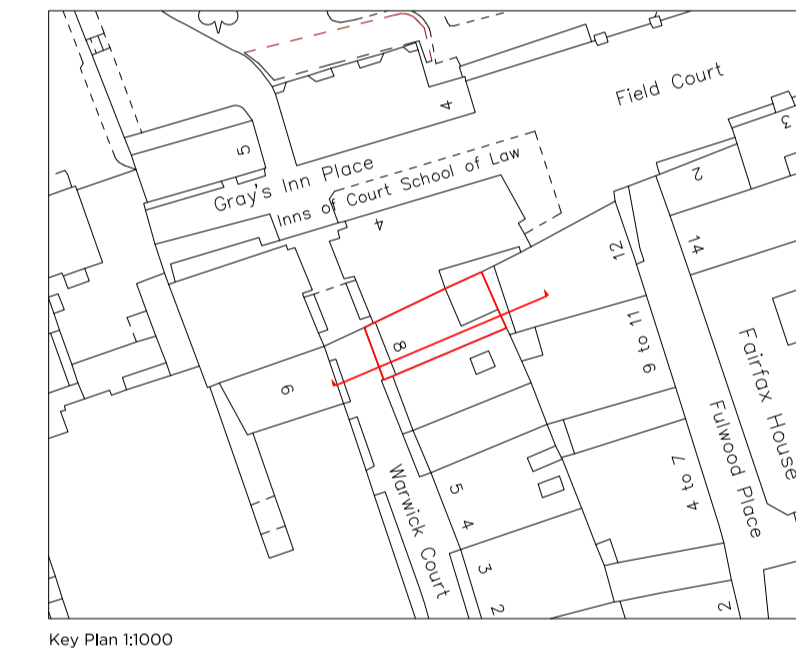 Field Court
4
3
5
Gray's Inn Place
Inns of Court School of Law
2
4
12
14
8
9 to 11
6
Fairfax House
Fulwood Place
Warwick Court
5
4
4 to 7
3
2
2
Key Plan 1:1000